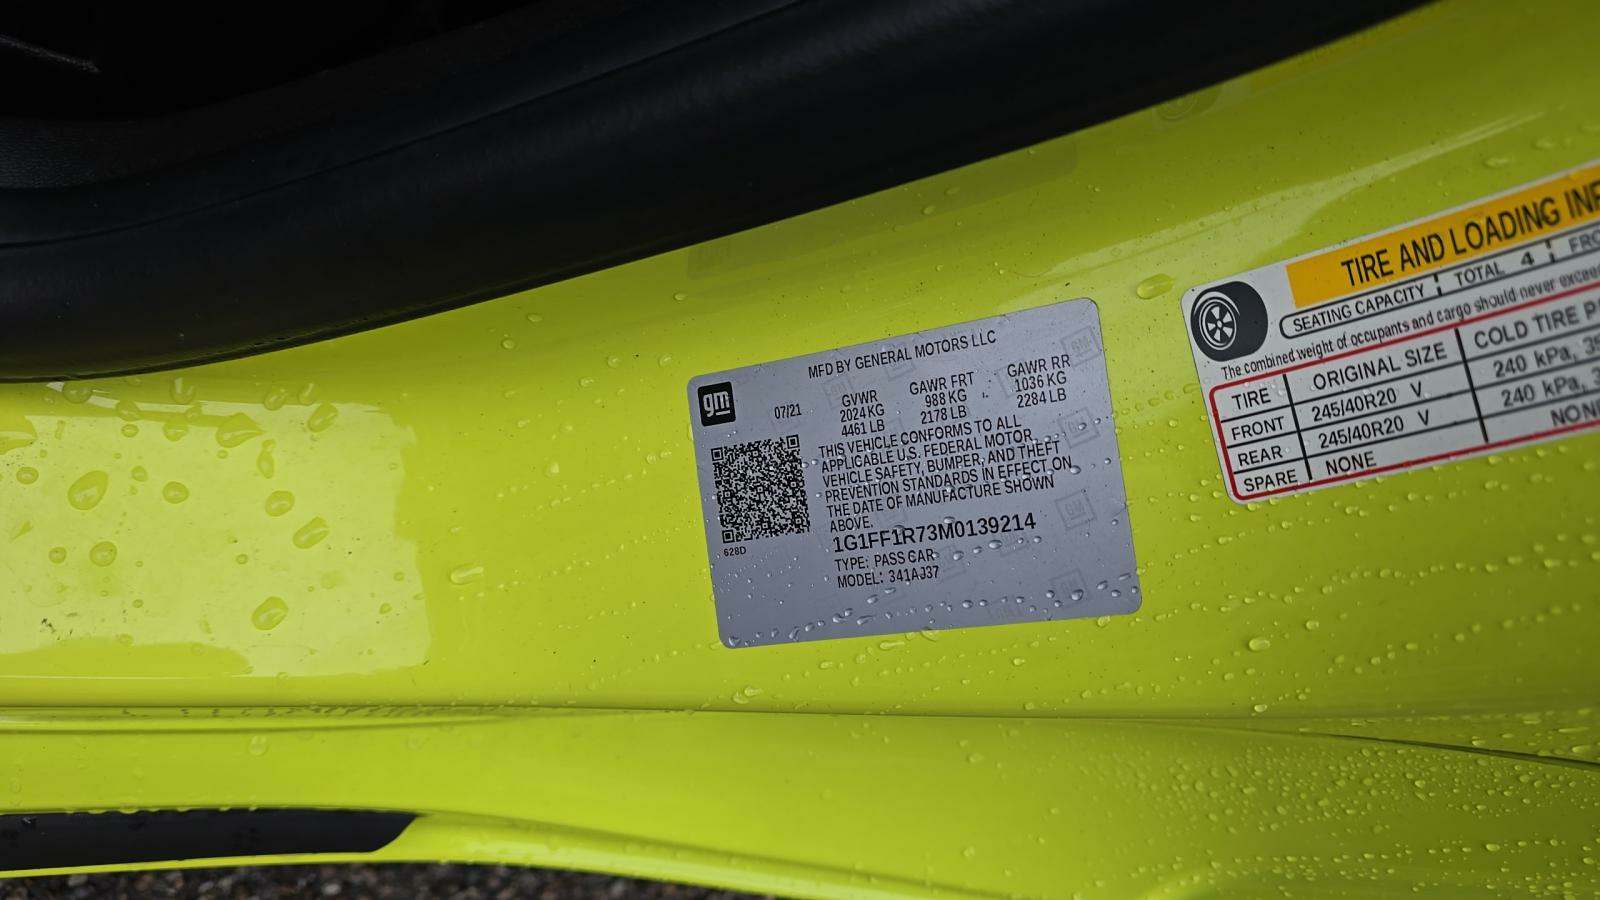 MFD BY GENERAL MOTORS LLC
gm
07/21
GVWR
2024 KG
4461 LB
GAWR FRT
988 KG
2178 LB
GAWR RR
1036 KG
2284 LB
THIS VEHICLE CONFORMS TO ALL
APPLICABLE U.S. FEDERAL MOTOR
VEHICLE SAFETY, BUMPER, AND THEFT
PREVENTION STANDARDS IN EFFECT ON
THE DATE OF MANUFACTURE SHOWN
ABOVE.
1G1FF1R73M0139214
TYPE: PASS CAR
MODEL: 341AJ37
628D
TIRE AND LOADING
SEATING CAPACITY TOTAL 4
The combined weight of occupants and cargo should never
TIRE ORIGINAL SIZE COLD TIRE
FRONT 245/40R20 V 240 kPa,
REAR 245/40R20 V 240 kPa,
SPARE NONE